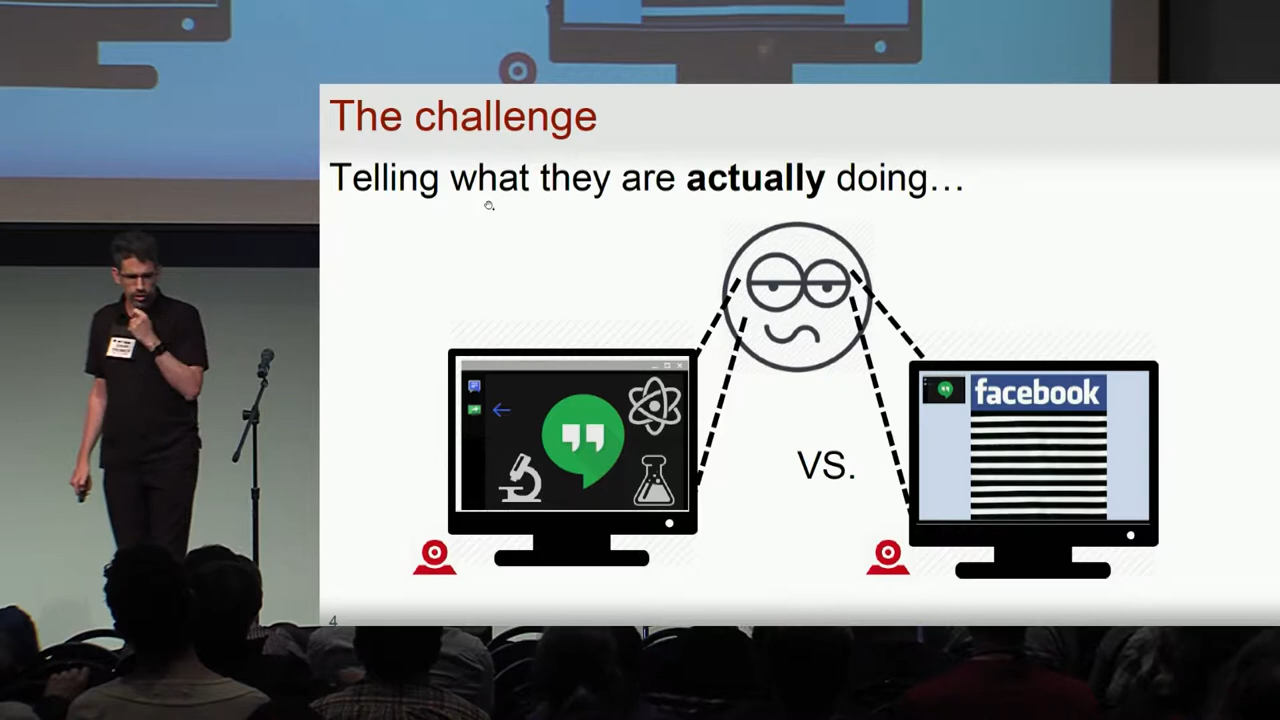 The challenge
Telling what they are actually doing…
facebook
VS.
4